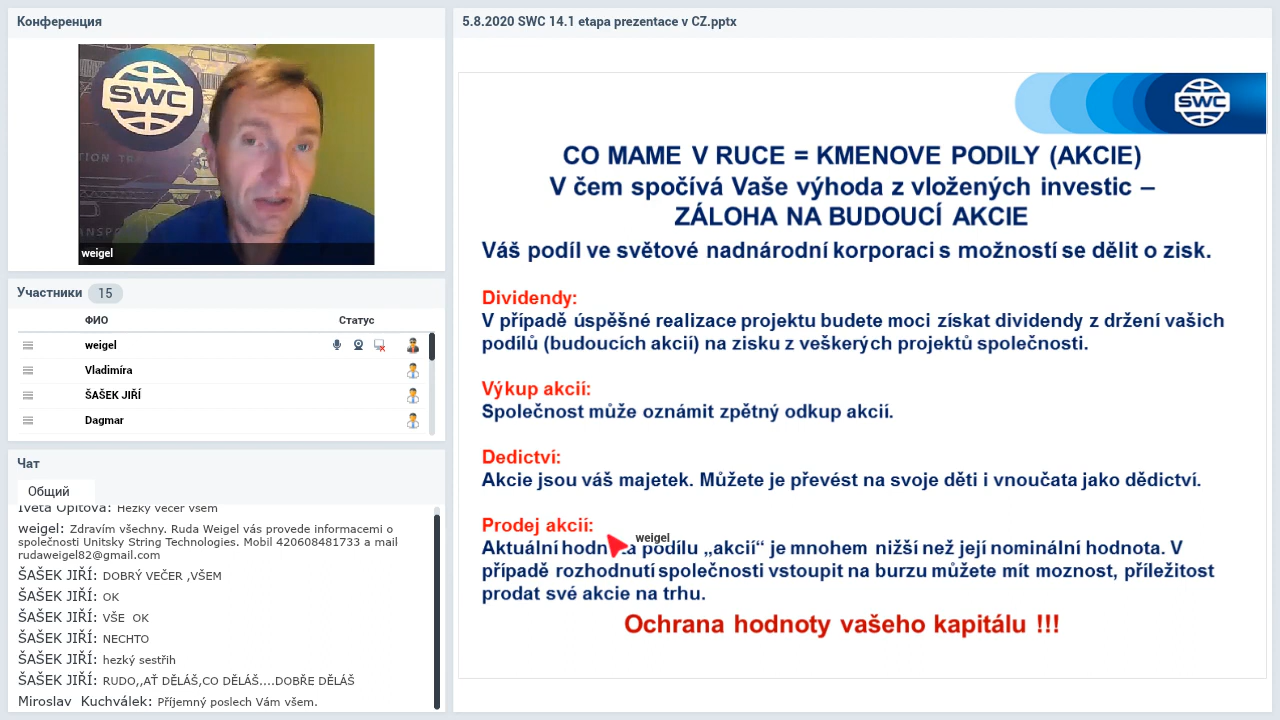 Конференция
SWC
TION TRA
TRANSPO
weigel
Участники 15
ФИО Статус
weigel
Vladimíra
ŠAŠEK JIŘÍ
Dagmar
Чат
Общий
Iveta Opitová: Hezký večer všem
weigel: Zdravím všechny. Ruda Weigel vás provede informacemi o
společnosti Unitsky String Technologies. Mobil 420608481733 a mail
rudaweigel82@gmail.com
ŠAŠEK JIŘÍ: DOBRÝ VEČER ,VŠEM
ŠAŠEK JIŘÍ: OK
ŠAŠEK JIŘÍ: VŠE OK
ŠAŠEK JIŘÍ: NECHTO
ŠAŠEK JIŘÍ: hezký sestřih
ŠAŠEK JIŘÍ: RUDO,,AŤ DĚLÁŠ,CO DĚLÁŠ....DOBŘE DĚLÁŠ
Miroslav Kuchválek: Příjemný poslech Vám všem.
5.8.2020 SWC 14.1 etapa prezentace v CZ.pptx
SWC
CO MAME V RUCE = KMENOVE PODILY (AKCIE)
V čem spočívá Vaše výhoda z vložených investic –
ZÁLOHA NA BUDOUCÍ AKCIE
Váš podíl ve světové nadnárodní korporaci s možností se dělit o zisk.
Dividendy:
V případě úspěšné realizace projektu budete moci získat dividendy z držení vašich
podílů (budoucích akcií) na zisku z veškerých projektů společnosti.
Výkup akcií:
Společnost může oznámit zpětný odkup akcií.
Dedictví:
Akcie jsou váš majetek. Můžete je převést na svoje děti i vnoučata jako dědictví.
Prodej akcií:
weigel
Aktuální hodnota podílu „akcií“ je mnohem nižší než její nominální hodnota. V
případě rozhodnutí společnosti vstoupit na burzu můžete mít moznost, příležitost
prodat své akcie na trhu.
Ochrana hodnoty vašeho kapitálu !!!